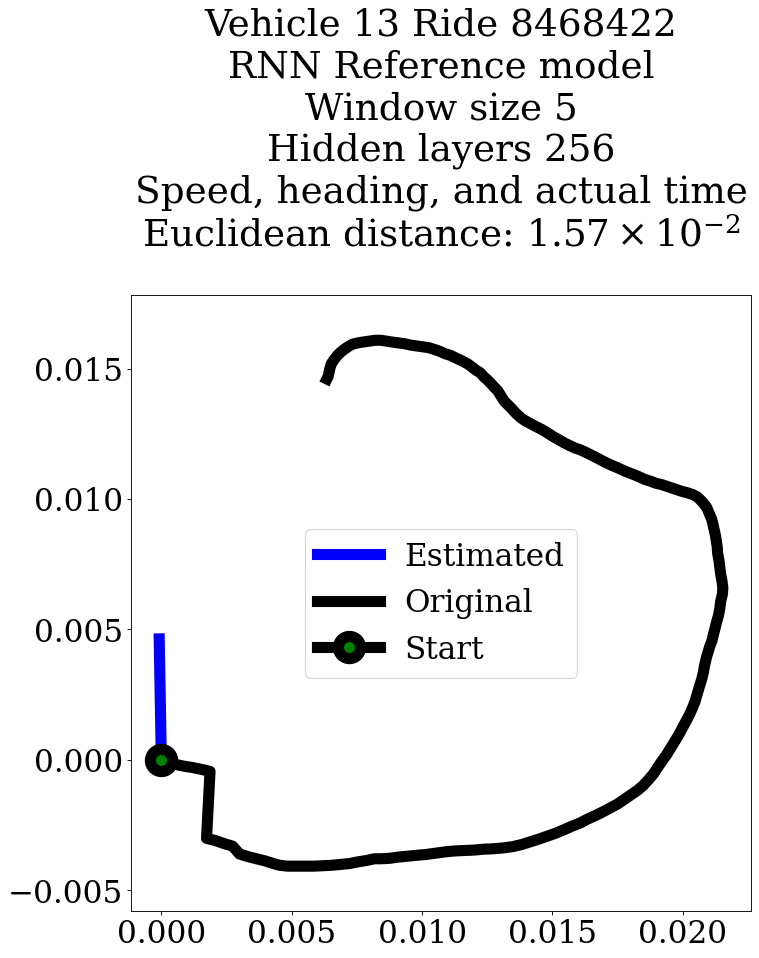 Vehicle 13 Ride 8468422
RNN Reference model
Window size 5
Hidden layers 256
Speed, heading, and actual time
Euclidean distance: 1.57 × 10⁻²
0.015
0.010
0.005
0.000
−0.005
Estimated
Original
Start
0.000 0.005 0.010 0.015 0.020